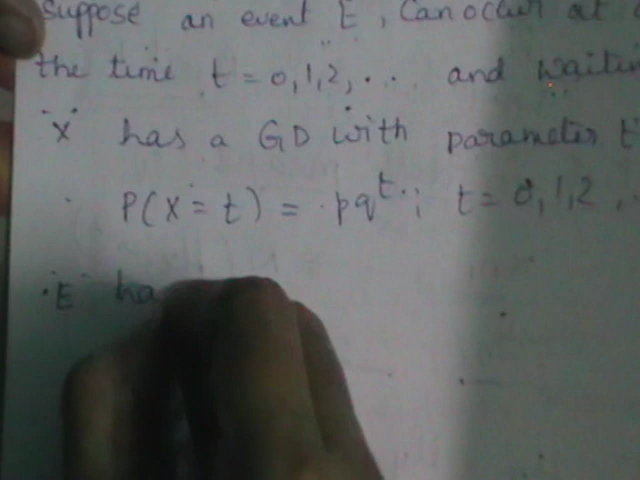 Suppose an event E, Can occur at
the time t = 0, 1, 2, ... and
"X" has a GD with parameter
P(X = t) = pq^t ; t = 0, 1, 2, .
"E" ha